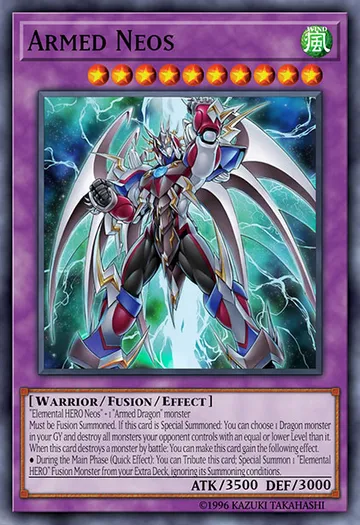 Armed Neos
WIND
風
[ Warrior / Fusion / Effect ]
"Elemental HERO Neos" + 1 "Armed Dragon" monster
Must be Fusion Summoned. If this card is Special Summoned: You can choose 1 Dragon monster
in your GY and destroy all monsters your opponent controls with an equal or lower Level than it.
When this card destroys a monster by battle: You can make this card gain the following effect.
● During the Main Phase (Quick Effect): You can Tribute this card; Special Summon 1 "Elemental
HERO" Fusion Monster from your Extra Deck, ignoring its Summoning conditions.
ATK/3500 DEF/3000
©1996 KAZUKI TAKAHASHI